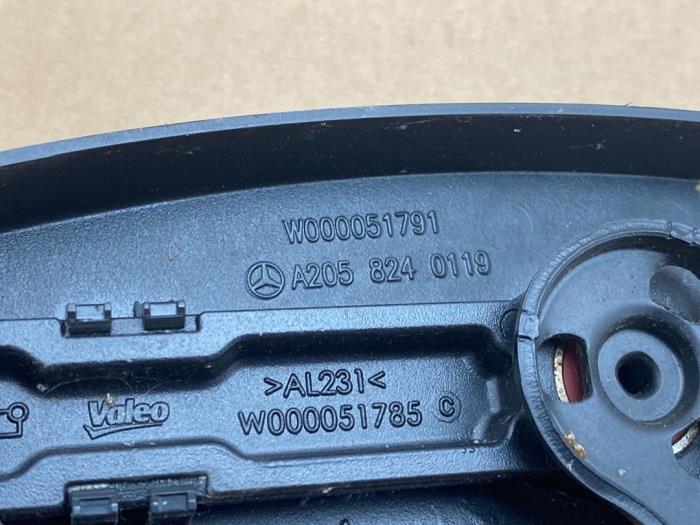 W000051791
A205 824 0119
>AL231<
Valeo
W000051785 C